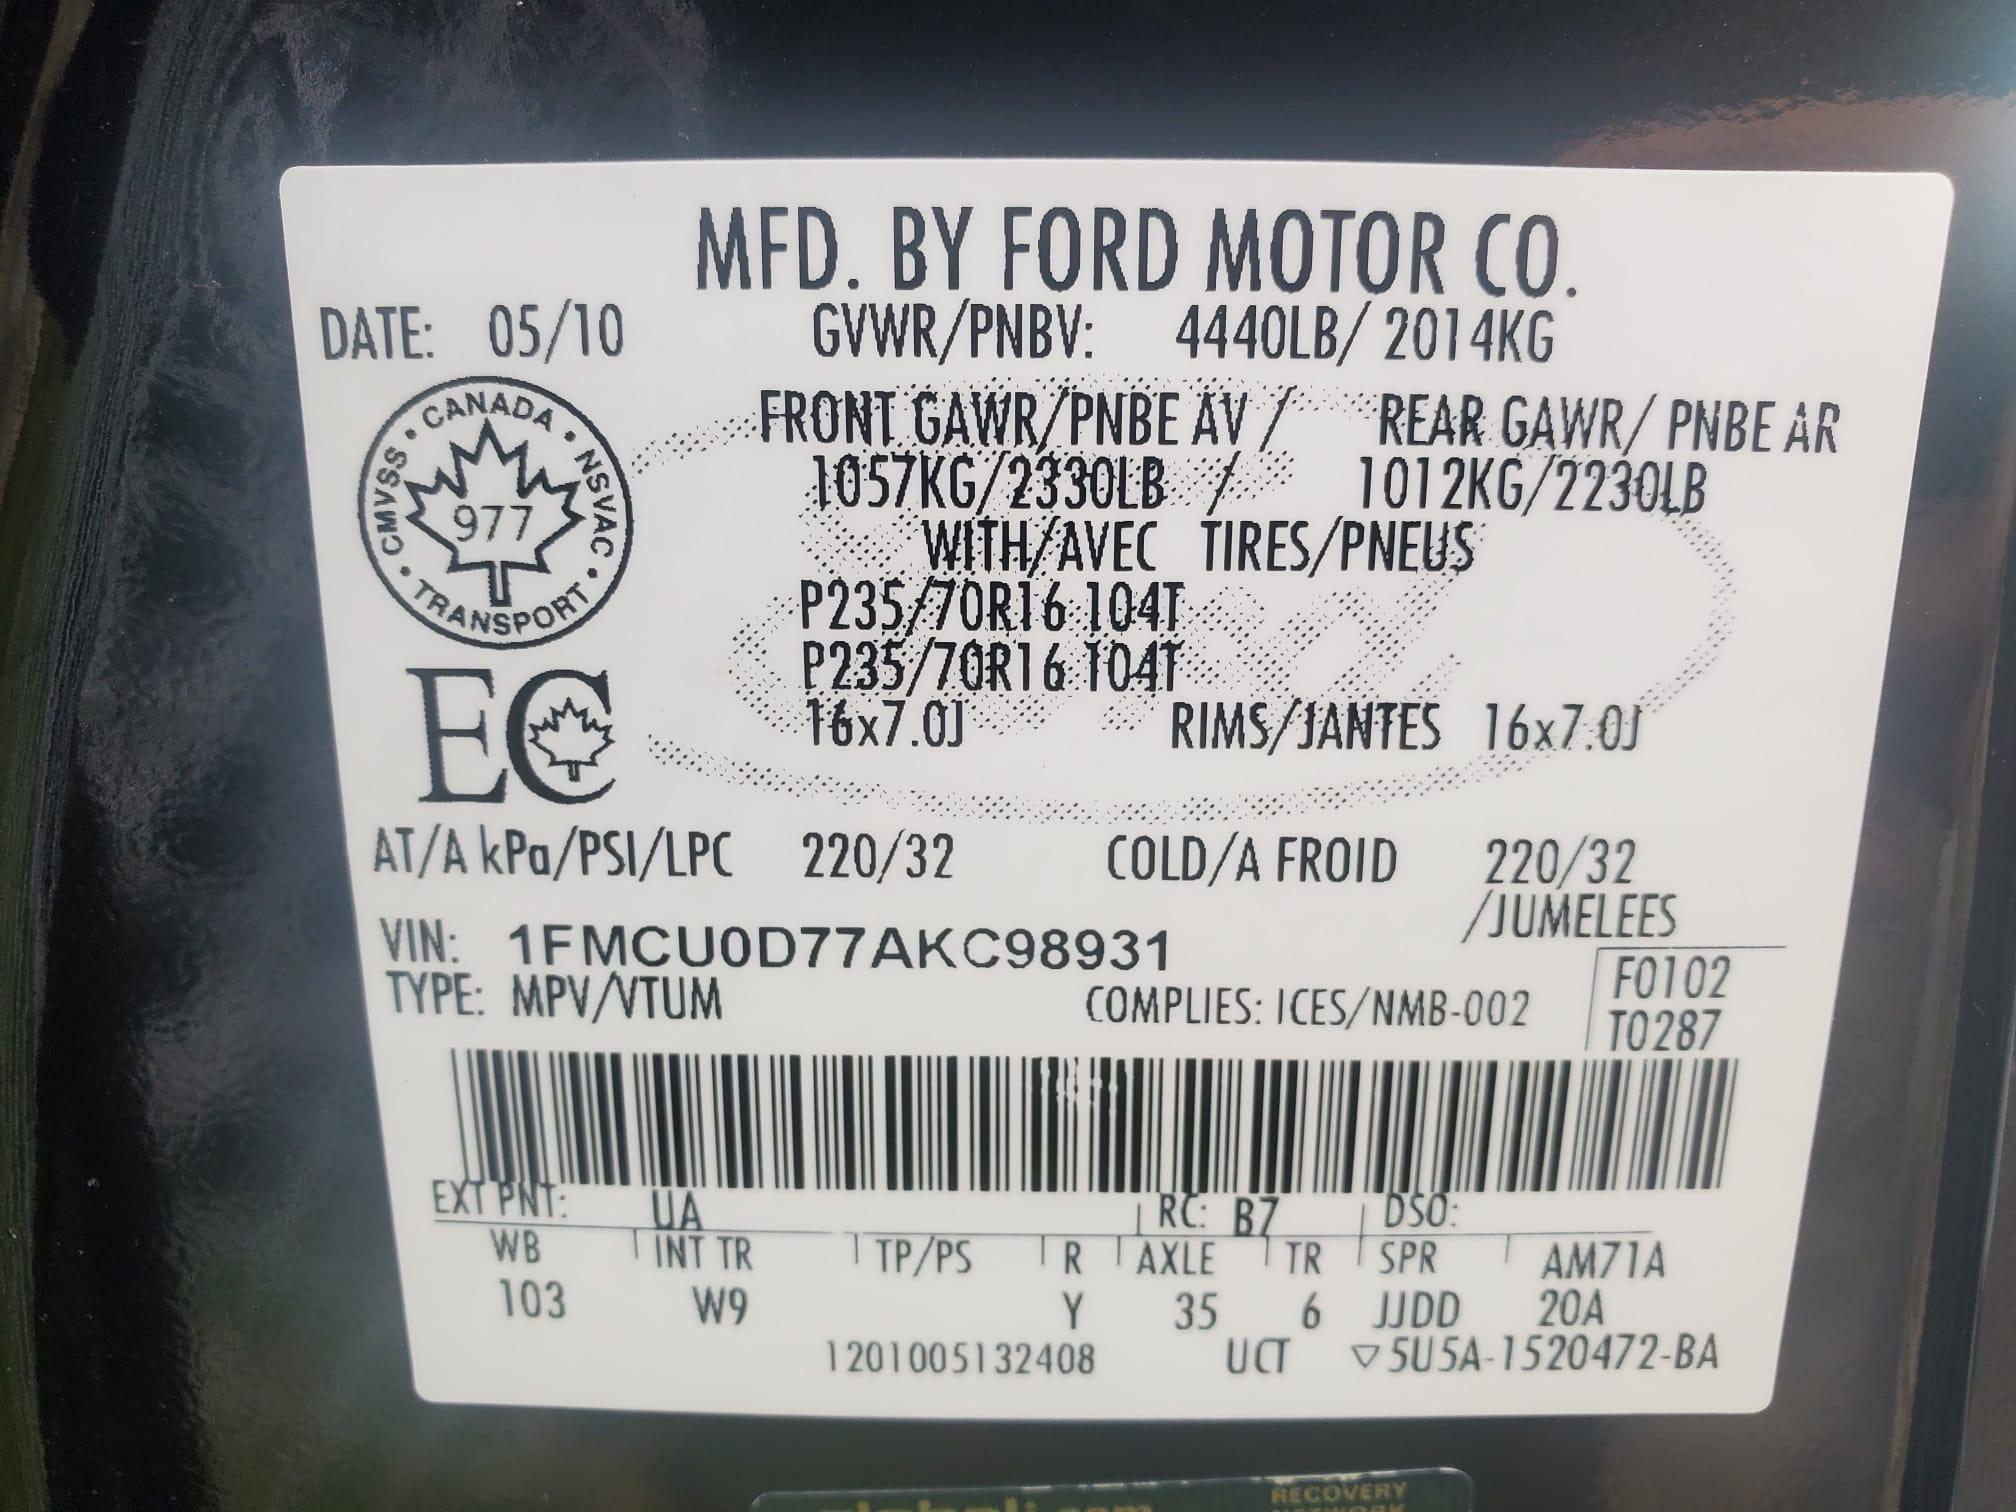 MFD. BY FORD MOTOR CO.
DATE: 05/10 GVWR/PNBV: 4440LB/ 2014KG
CANADA • NSVAC • TRANSPORT • CMVSS •
977
FRONT GAWR/PNBE AV / REAR GAWR/ PNBE AR
1057KG/2330LB / 1012KG/2230LB
WITH/AVEC TIRES/PNEUS
P235/70R16 104T
P235/70R16 104T
16x7.0J RIMS/JANTES 16x7.0J
EC
AT/A kPa/PSI/LPC 220/32 COLD/A FROID 220/32
/JUMELEES
VIN: 1FMCU0D77AKC98931
TYPE: MPV/VTUM COMPLIES: ICES/NMB-002
F0102
T0287
EXT PNT: UA RC: B7 DSO:
WB INT TR TP/PS R AXLE TR SPR AM71A
103 W9 Y 35 6 JJDD 20A
1201005132408 UCT ▽5U5A-1520472-BA
RECOVERY
NETWORK